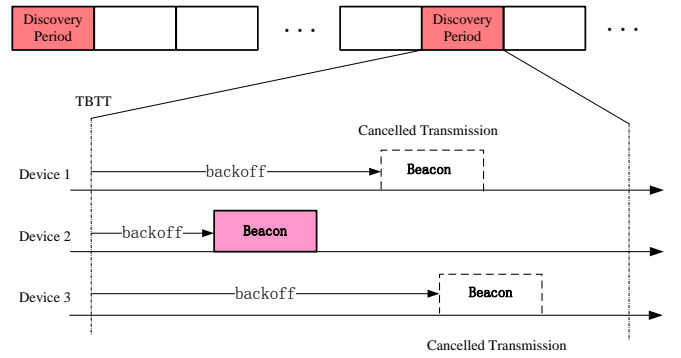 Discovery
Period
. . .
Discovery
Period
. . .
TBTT
Cancelled Transmission
Device 1
backoff
Beacon
Device 2
backoff
Beacon
Device 3
backoff
Beacon
Cancelled Transmission